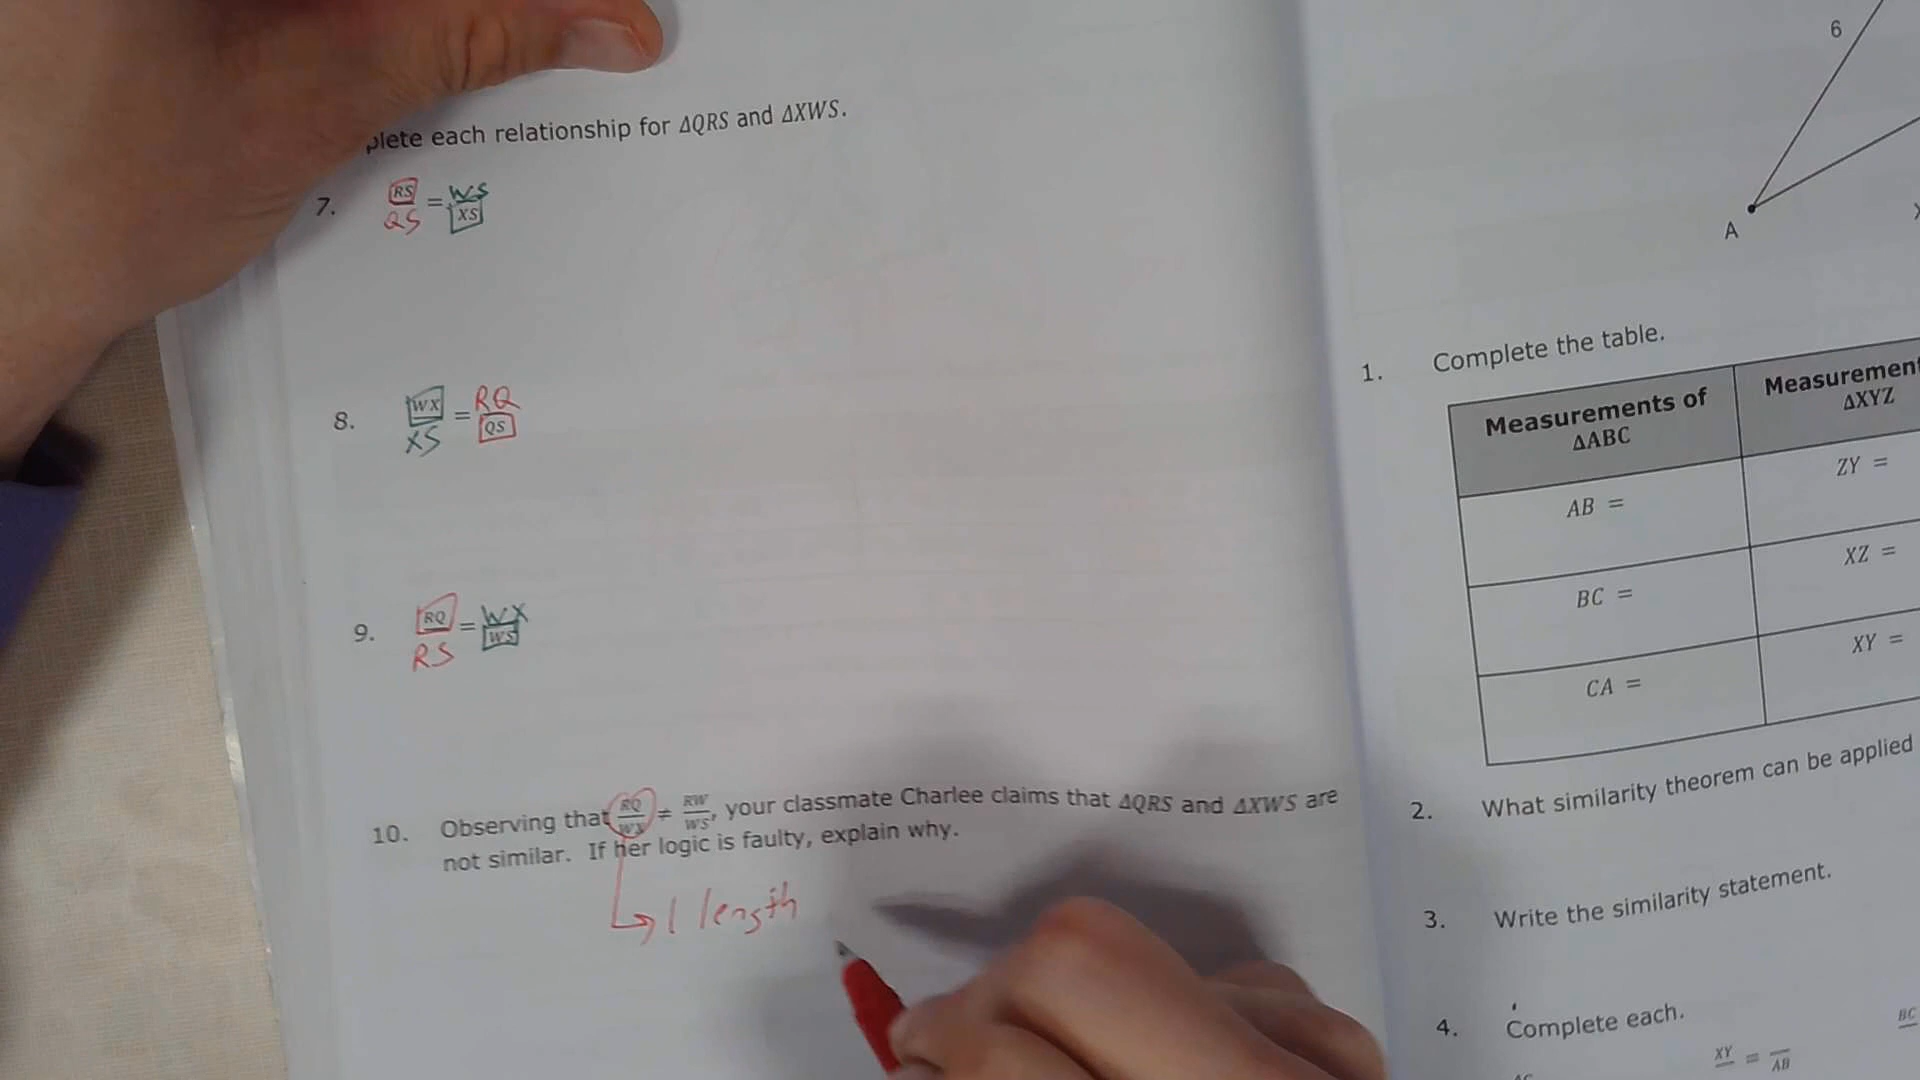 plete each relationship for ΔQRS and ΔXWS.
7. RS/QS = WS/XS
8. WX/XS = RQ/QS
9. RQ/RS = WX/WS
10. Observing that RQ/WX ≠ RW/WS, your classmate Charlee claims that ΔQRS and ΔXWS are
not similar. If her logic is faulty, explain why.
1 length
6
A
1. Complete the table.
Measurements of ΔABC
Measurement ΔXYZ
AB =
ZY =
BC =
XZ =
CA =
XY =
2. What similarity theorem can be applied
3. Write the similarity statement.
4. Complete each.
XY = /AB
BC